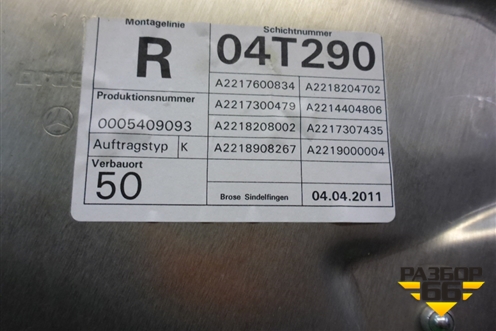 Montagelinie
R
Schichtnummer
04T290
Produktionsnummer
0005409093
Auftragstyp K
Verbauort
50
A2217600834 A2218204702
A2217300479 A2214404806
A2218208002 A2217307435
A2218908267 A2219000004
Brose Sindelfingen 04.04.2011
РАЗБОР
66